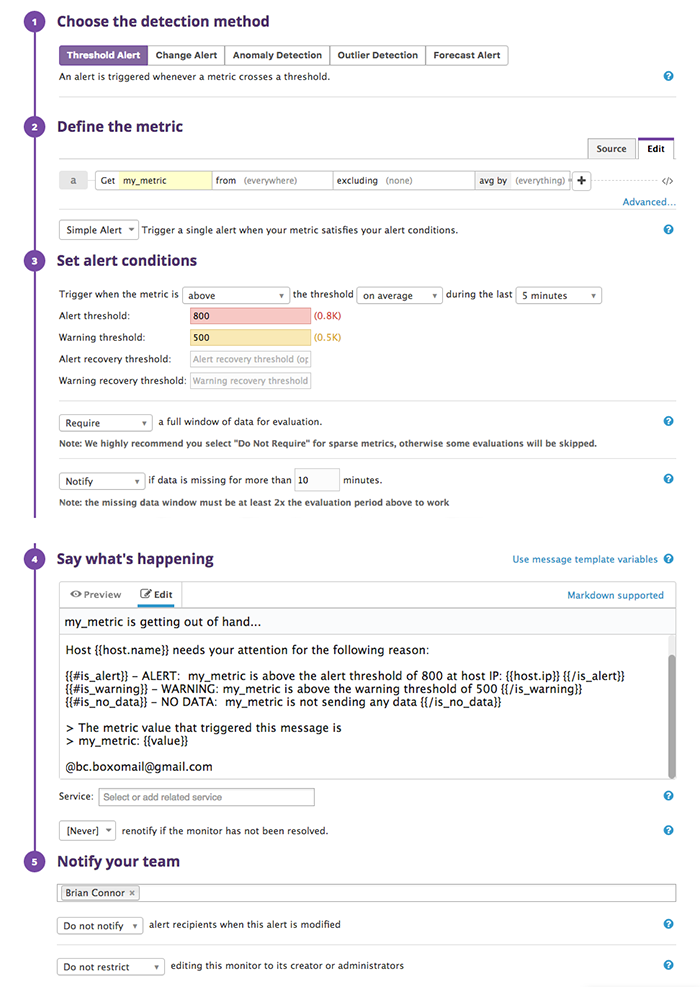 1 Choose the detection method
Threshold Alert Change Alert Anomaly Detection Outlier Detection Forecast Alert
An alert is triggered whenever a metric crosses a threshold. ?
2 Define the metric
Source Edit
a Get my_metric from (everywhere) excluding (none) avg by (everything) + </>
Advanced...
Simple Alert Trigger a single alert when your metric satisfies your alert conditions. ?
3 Set alert conditions
Trigger when the metric is above the threshold on average during the last 5 minutes
Alert threshold: 800 (0.8K)
Warning threshold: 500 (0.5K)
Alert recovery threshold: Alert recovery threshold (op
Warning recovery threshold: Warning recovery threshold
Require a full window of data for evaluation. ?
Note: We highly recommend you select "Do Not Require" for sparse metrics, otherwise some evaluations will be skipped.
Notify if data is missing for more than 10 minutes. ?
Note: the missing data window must be at least 2x the evaluation period above to work
4 Say what's happening Use message template variables ?
Preview Edit Markdown supported
my_metric is getting out of hand...
Host {{host.name}} needs your attention for the following reason:
{{#is_alert}} – ALERT: my_metric is above the alert threshold of 800 at host IP: {{host.ip}} {{/is_alert}}
{{#is_warning}} – WARNING: my_metric is above the warning threshold of 500 {{/is_warning}}
{{#is_no_data}} – NO DATA: my_metric is not sending any data {{/is_no_data}}
> The metric value that triggered this message is
> my_metric: {{value}}
@bc.boxomail@gmail.com
Service: Select or add related service ?
[Never] renotify if the monitor has not been resolved. ?
5 Notify your team
Brian Connor ×
Do not notify alert recipients when this alert is modified ?
Do not restrict editing this monitor to its creator or administrators ?